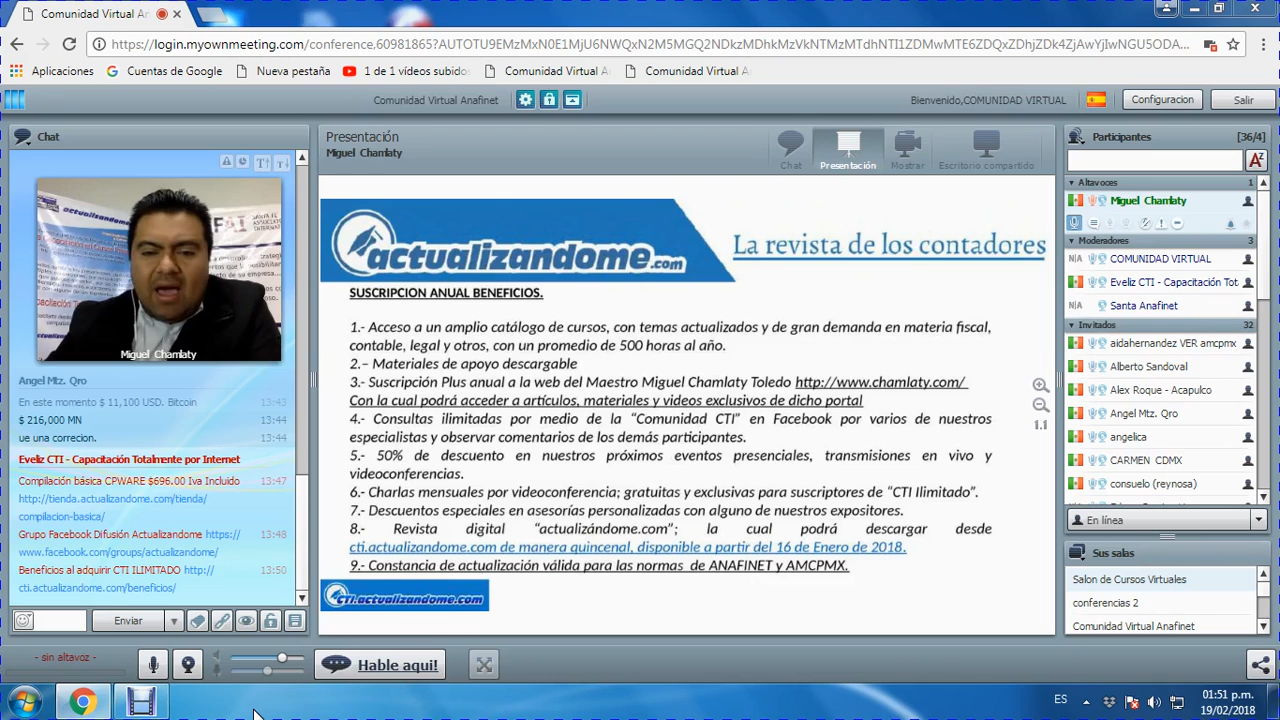 Comunidad Virtual An
https://login.myownmeeting.com/conference,60981865?AUTOTU9EMzMxN0E1MjU6NWQxN2M5MGQ2NDkzMDhkMzVkNTMzMTdhNTI1ZDMwMTE6ZDQxZDhjZDk4ZjAwYjIwNGU5ODA...
Aplicaciones
Cuentas de Google
Nueva pestaña
1 de 1 vídeos subido
Comunidad Virtual A
Comunidad Virtual A
Comunidad Virtual Anafinet
Bienvenido,COMUNIDAD VIRTUAL
Configuracion
Salir
Chat
actualizandome
Miguel Chamlaty
Angel Mtz. Qro
En este momento $ 11,100 USD. Bitcoin 13:43
$ 216,000 MN 13:44
ue una correcion. 13:44
Eveliz CTI - Capacitación Totalmente por Internet
Compilación básica CPWARE $696.00 Iva Incluido 13:47
http://tienda.actualizandome.com/tienda/
compilacion-basica/
Grupo Facebook Difusión Actualizandome https:// 13:48
www.facebook.com/groups/actualizandome/
Beneficios al adquirir CTI ILIMITADO http:// 13:50
cti.actualizandome.com/beneficios/
Enviar
- sin altavoz -
Hable aqui!
Presentación
Miguel Chamlaty
Chat
Presentación
Mostrar
Escritorio compartido
actualizandome.com
La revista de los contadores
SUSCRIPCION ANUAL BENEFICIOS.
1.- Acceso a un amplio catálogo de cursos, con temas actualizados y de gran demanda en materia fiscal,
contable, legal y otros, con un promedio de 500 horas al año.
2.– Materiales de apoyo descargable
3.- Suscripción Plus anual a la web del Maestro Miguel Chamlaty Toledo http://www.chamlaty.com/
Con la cual podrá acceder a artículos, materiales y videos exclusivos de dicho portal
4.- Consultas ilimitadas por medio de la “Comunidad CTI” en Facebook por varios de nuestros
especialistas y observar comentarios de los demás participantes.
5.- 50% de descuento en nuestros próximos eventos presenciales, transmisiones en vivo y
videoconferencias.
6.- Charlas mensuales por videoconferencia; gratuitas y exclusivas para suscriptores de “CTI Ilimitado”.
7.- Descuentos especiales en asesorías personalizadas con alguno de nuestros expositores.
8.- Revista digital “actualizándome.com”; la cual podrá descargar desde
cti.actualizandome.com de manera quincenal, disponible a partir del 16 de Enero de 2018.
9.- Constancia de actualización válida para las normas de ANAFINET y AMCPMX.
cti.actualizandome.com
1.1
Participantes [36/4]
Altavoces 1
Miguel Chamlaty
Moderadores 3
N/A COMUNIDAD VIRTUAL
Eveliz CTI - Capacitación Tot
N/A Santa Anafinet
Invitados 32
aidahernandez VER amcpmx
Alberto Sandoval
Alex Roque - Acapulco
Angel Mtz. Qro
angelica
CARMEN CDMX
consuelo (reynosa)
En línea
Sus salas
Salon de Cursos Virtuales
conferencias 2
Comunidad Virtual Anafinet
ES
01:51 p.m.
19/02/2018